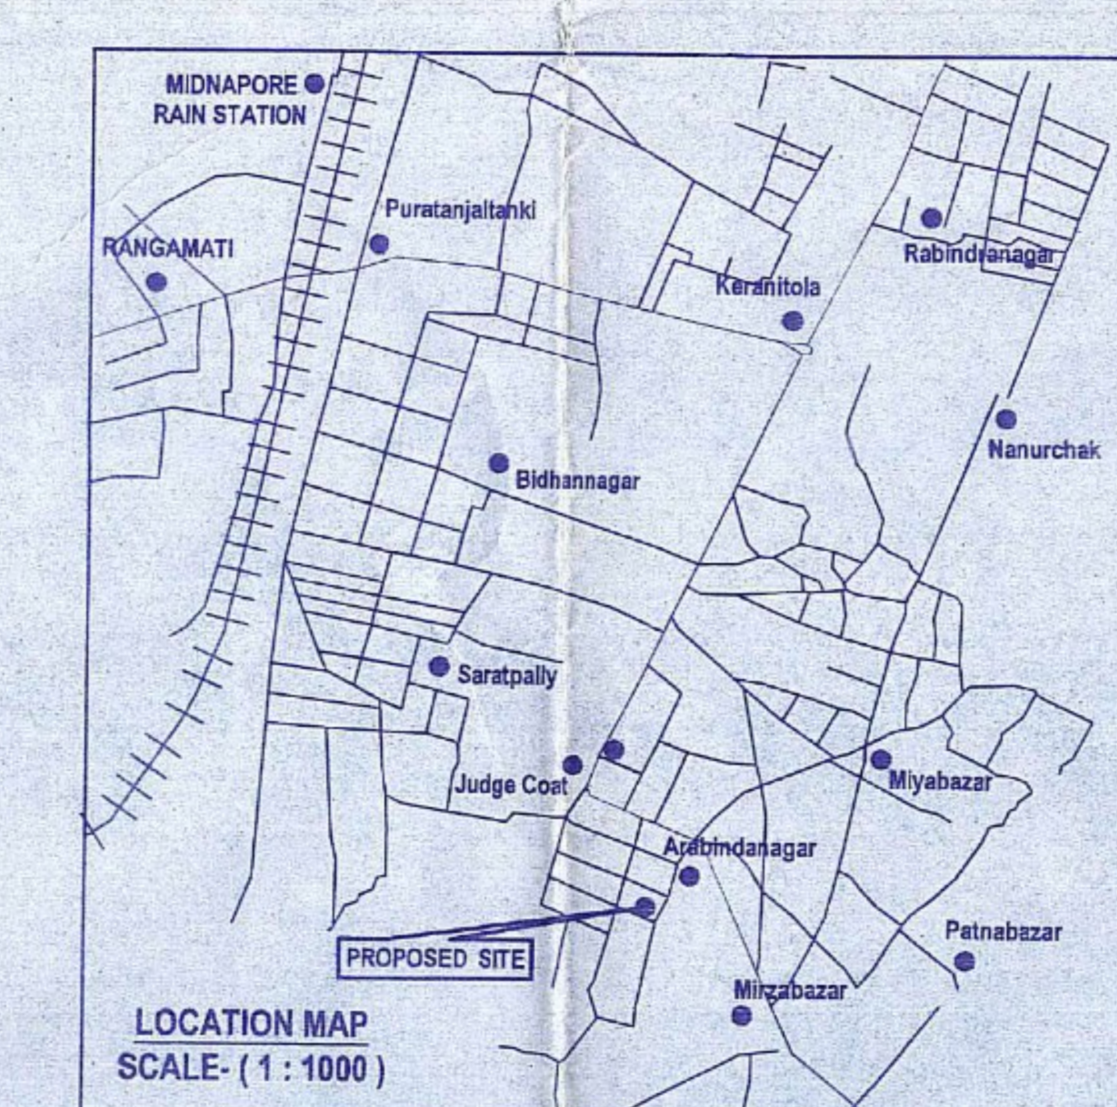 MIDNAPORE
RAIN STATION
Puratanjaltanki
RANGAMATI
Rabindranagar
Keranitola
Nanurchak
Bidhannagar
Saratpally
Judge Coat
Miyabazar
Arabindanagar
PROPOSED SITE
Patnabazar
Mirzabazar
LOCATION MAP
SCALE- ( 1 : 1000 )